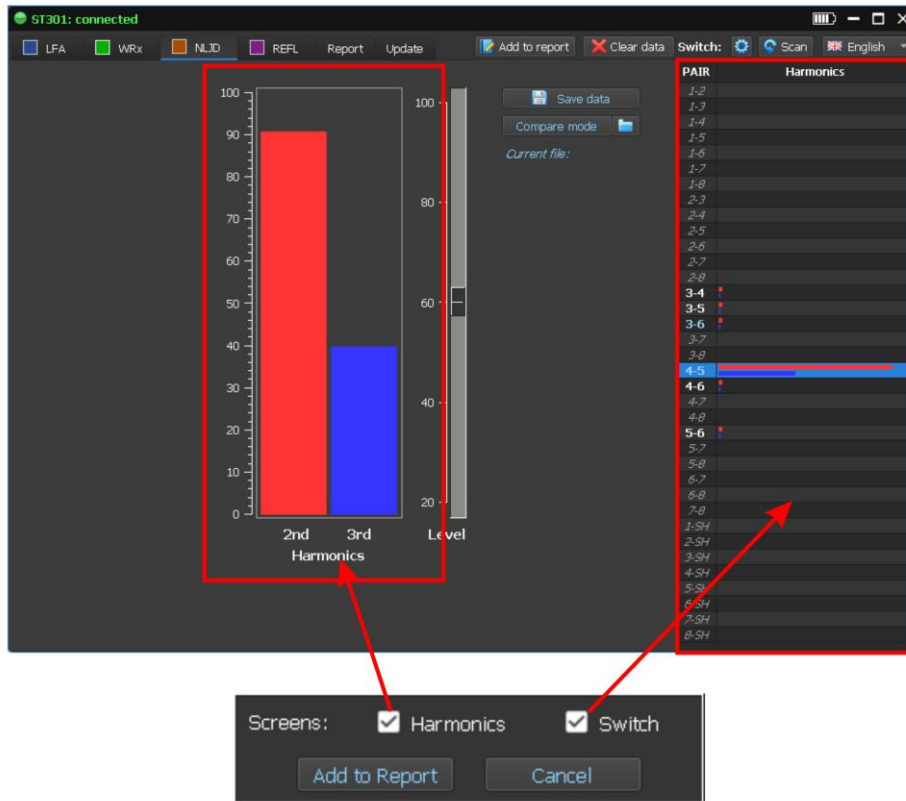 ST301: connected
LFA WRx NLJD REFL Report Update Add to report Clear data Switch: Scan English
PAIR Harmonics
Save data
Compare mode
Current file:
100
90
80
70
60
50
40
30
20
10
0
2nd 3rd
Harmonics
100
80
60
40
20
Level
1-2
1-3
1-4
1-5
1-6
1-7
1-8
2-3
2-4
2-5
2-6
2-7
2-8
3-4
3-5
3-6
3-7
3-8
4-5
4-6
4-7
4-8
5-6
5-7
5-8
6-7
6-8
7-8
1-SH
2-SH
3-SH
4-SH
5-SH
6-SH
7-SH
8-SH
Screens: Harmonics Switch
Add to Report Cancel